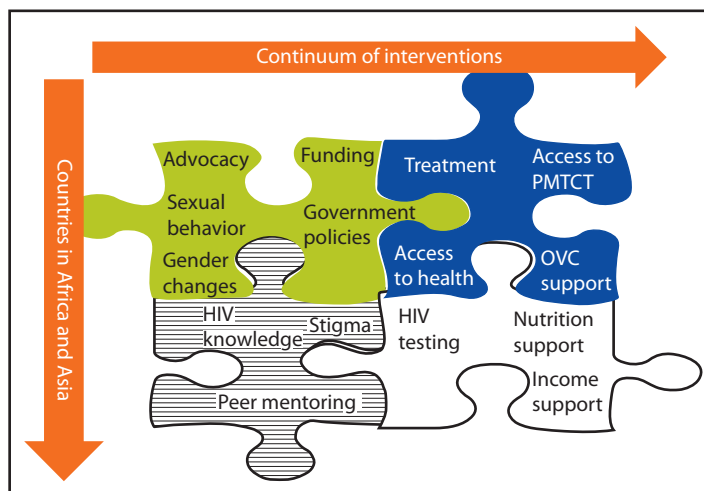 Continuum of interventions
Countries in Africa and Asia
Advocacy
Funding
Sexual
behavior
Government
policies
Gender
changes
Treatment
Access to
PMTCT
Access
to health
OVC
support
HIV
knowledge
Stigma
Peer mentoring
HIV
testing
Nutrition
support
Income
support